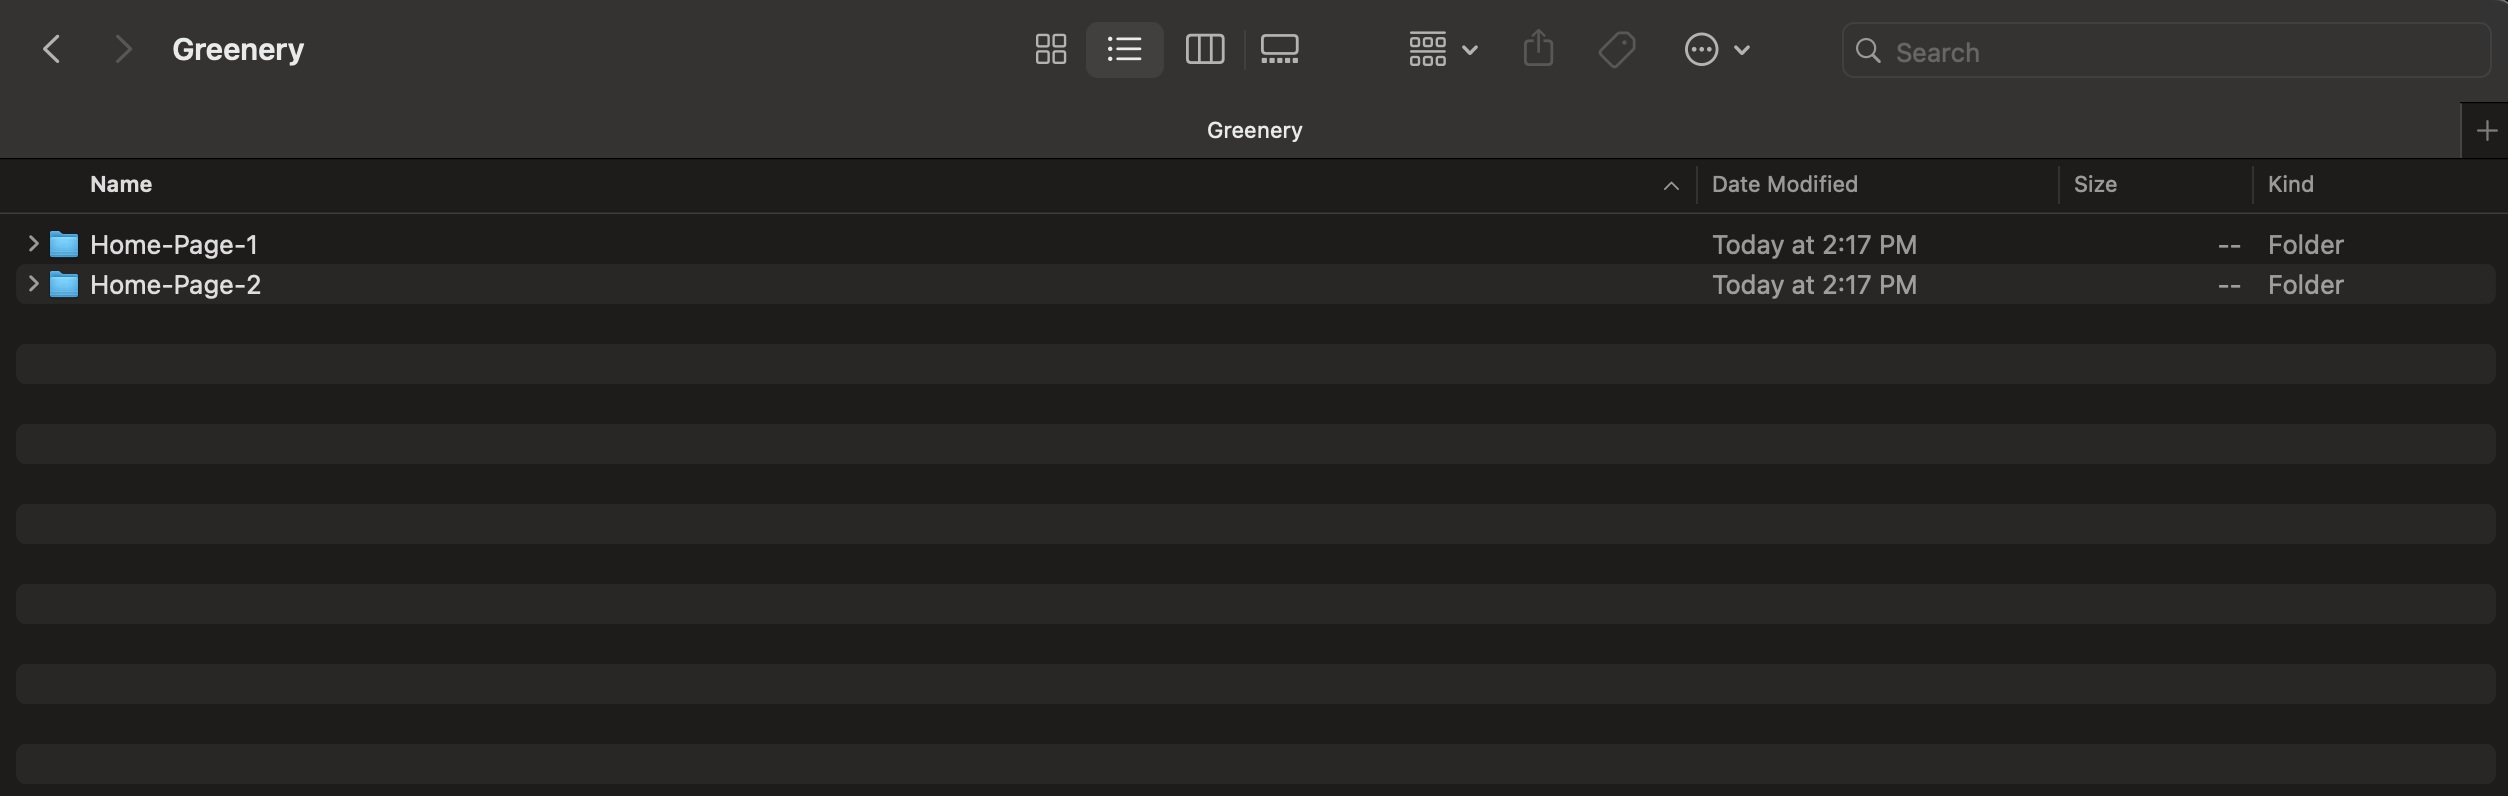 Greenery
Search
Greenery
Name Date Modified Size Kind
Home-Page-1 Today at 2:17 PM -- Folder
Home-Page-2 Today at 2:17 PM -- Folder